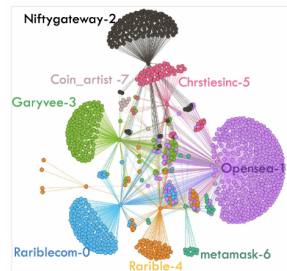 Niftygateway-2
Coin_artist -7
Chrstiesinc-5
Garyvee-3
Opensea-1
Rariblecom-0
Rarible-4
metamask-6